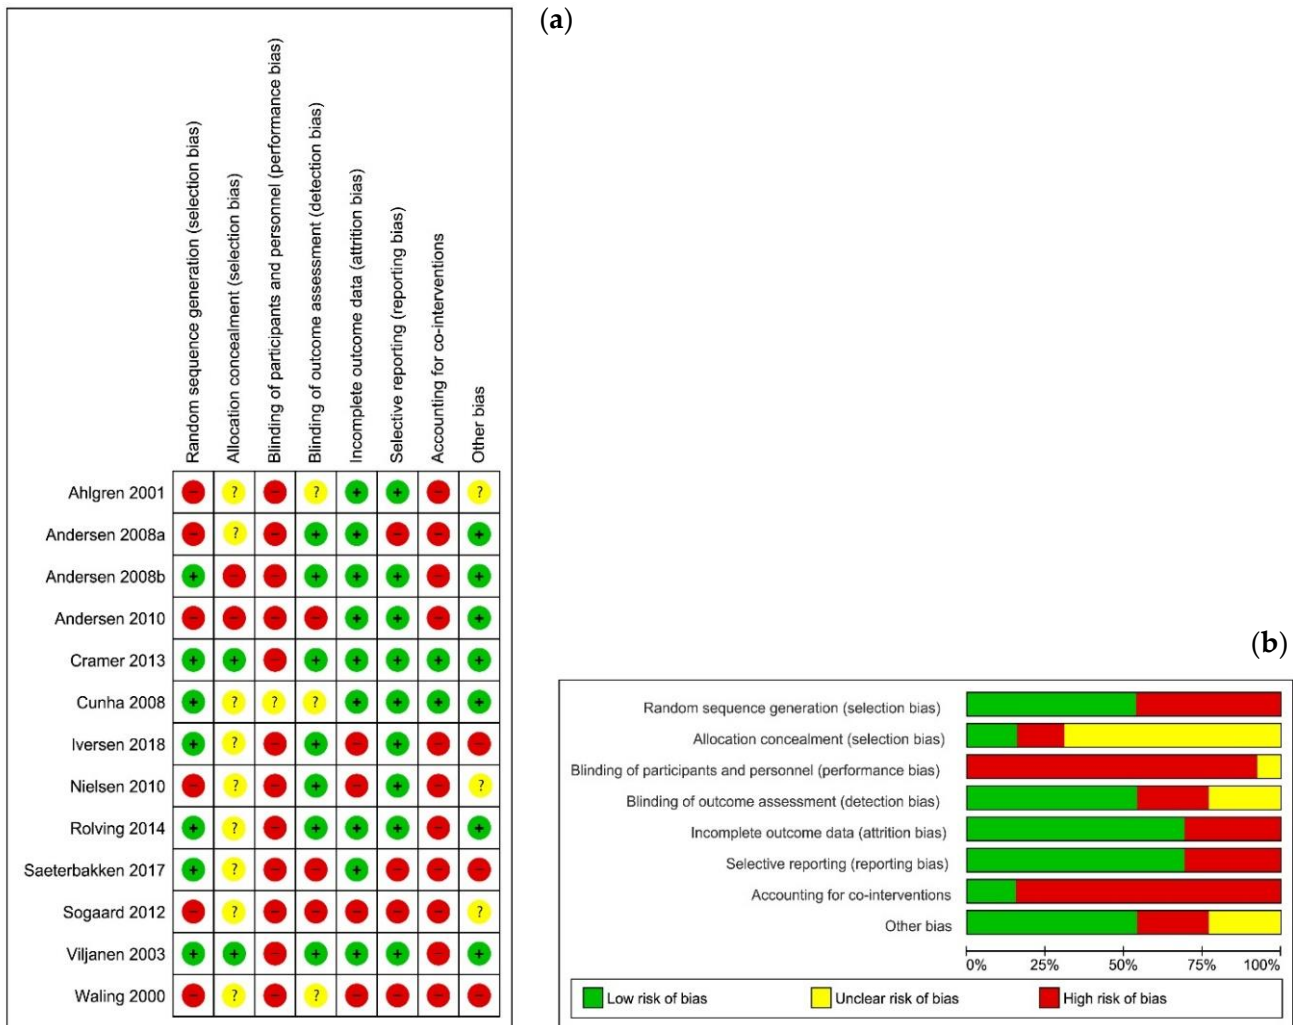 (a)
Random sequence generation (selection bias)
Allocation concealment (selection bias)
Blinding of participants and personnel (performance bias)
Blinding of outcome assessment (detection bias)
Incomplete outcome data (attrition bias)
Selective reporting (reporting bias)
Accounting for co-interventions
Other bias
Ahlgren 2001 - ? - ? + + - ?
Andersen 2008a - ? - + + - - +
Andersen 2008b + - - + + + - +
Andersen 2010 - - - - + + - +
Cramer 2013 + + - + + + + +
Cunha 2008 + ? ? ? + + + +
Iversen 2018 + ? - - - + - -
Nielsen 2010 - ? - + - + - ?
Rolving 2014 + ? - + + + - +
Saeterbakken 2017 + ? - - + - - -
Sogaard 2012 - ? - - - - - ?
Viljanen 2003 + + - + + + - +
Waling 2000 - ? - ? - - - -
(b)
Random sequence generation (selection bias)
Allocation concealment (selection bias)
Blinding of participants and personnel (performance bias)
Blinding of outcome assessment (detection bias)
Incomplete outcome data (attrition bias)
Selective reporting (reporting bias)
Accounting for co-interventions
Other bias
0% 25% 50% 75% 100%
Low risk of bias Unclear risk of bias High risk of bias